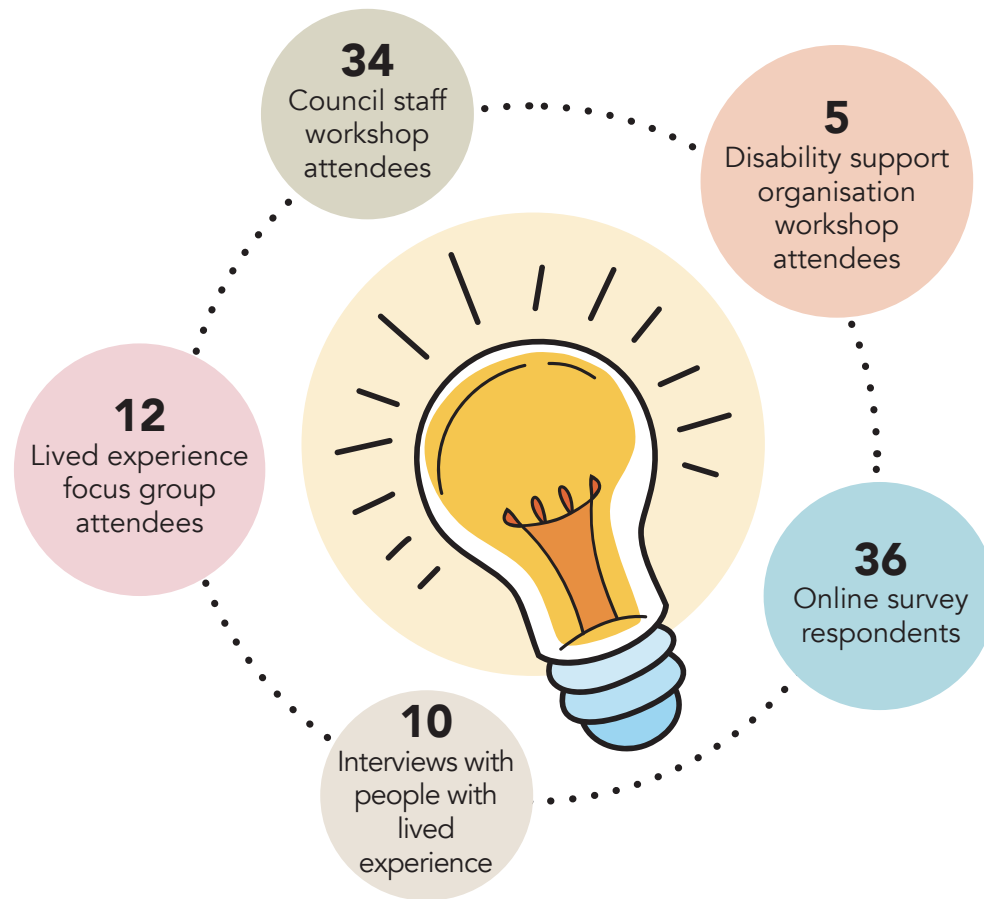 34
Council staff
workshop
attendees
5
Disability support
organisation
workshop
attendees
12
Lived experience
focus group
attendees
36
Online survey
respondents
10
Interviews with
people with
lived
experience